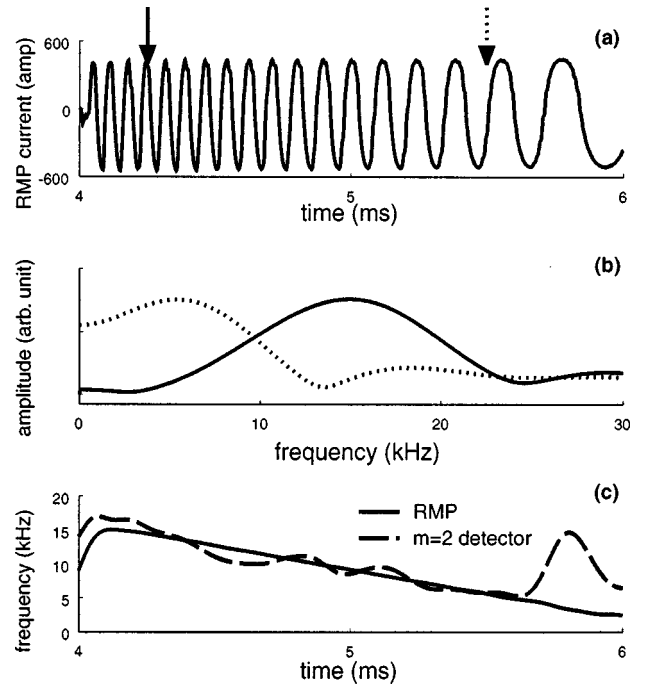 (a)
RMP current (amp)
600
0
-600
4
5
6
time (ms)
(b)
amplitude (arb. unit)
0
10
20
30
frequency (kHz)
(c)
frequency (kHz)
20
15
10
5
0
RMP
m=2 detector
4
5
6
time (ms)